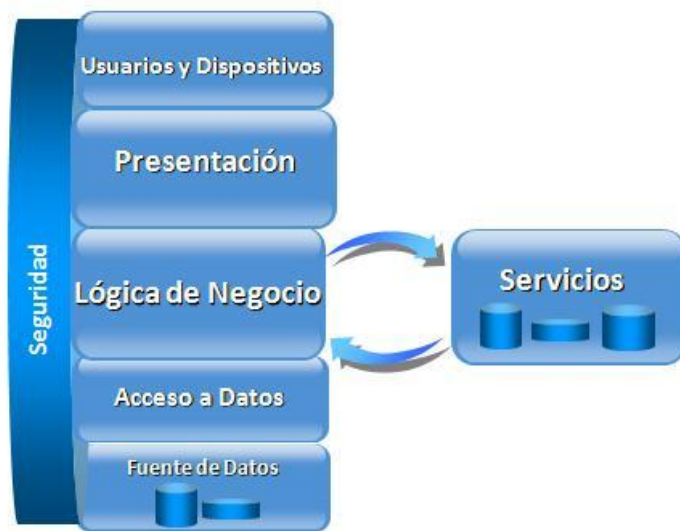 Seguridad
Usuarios y Dispositivos
Presentación
Lógica de Negocio
Servicios
Acceso a Datos
Fuente de Datos